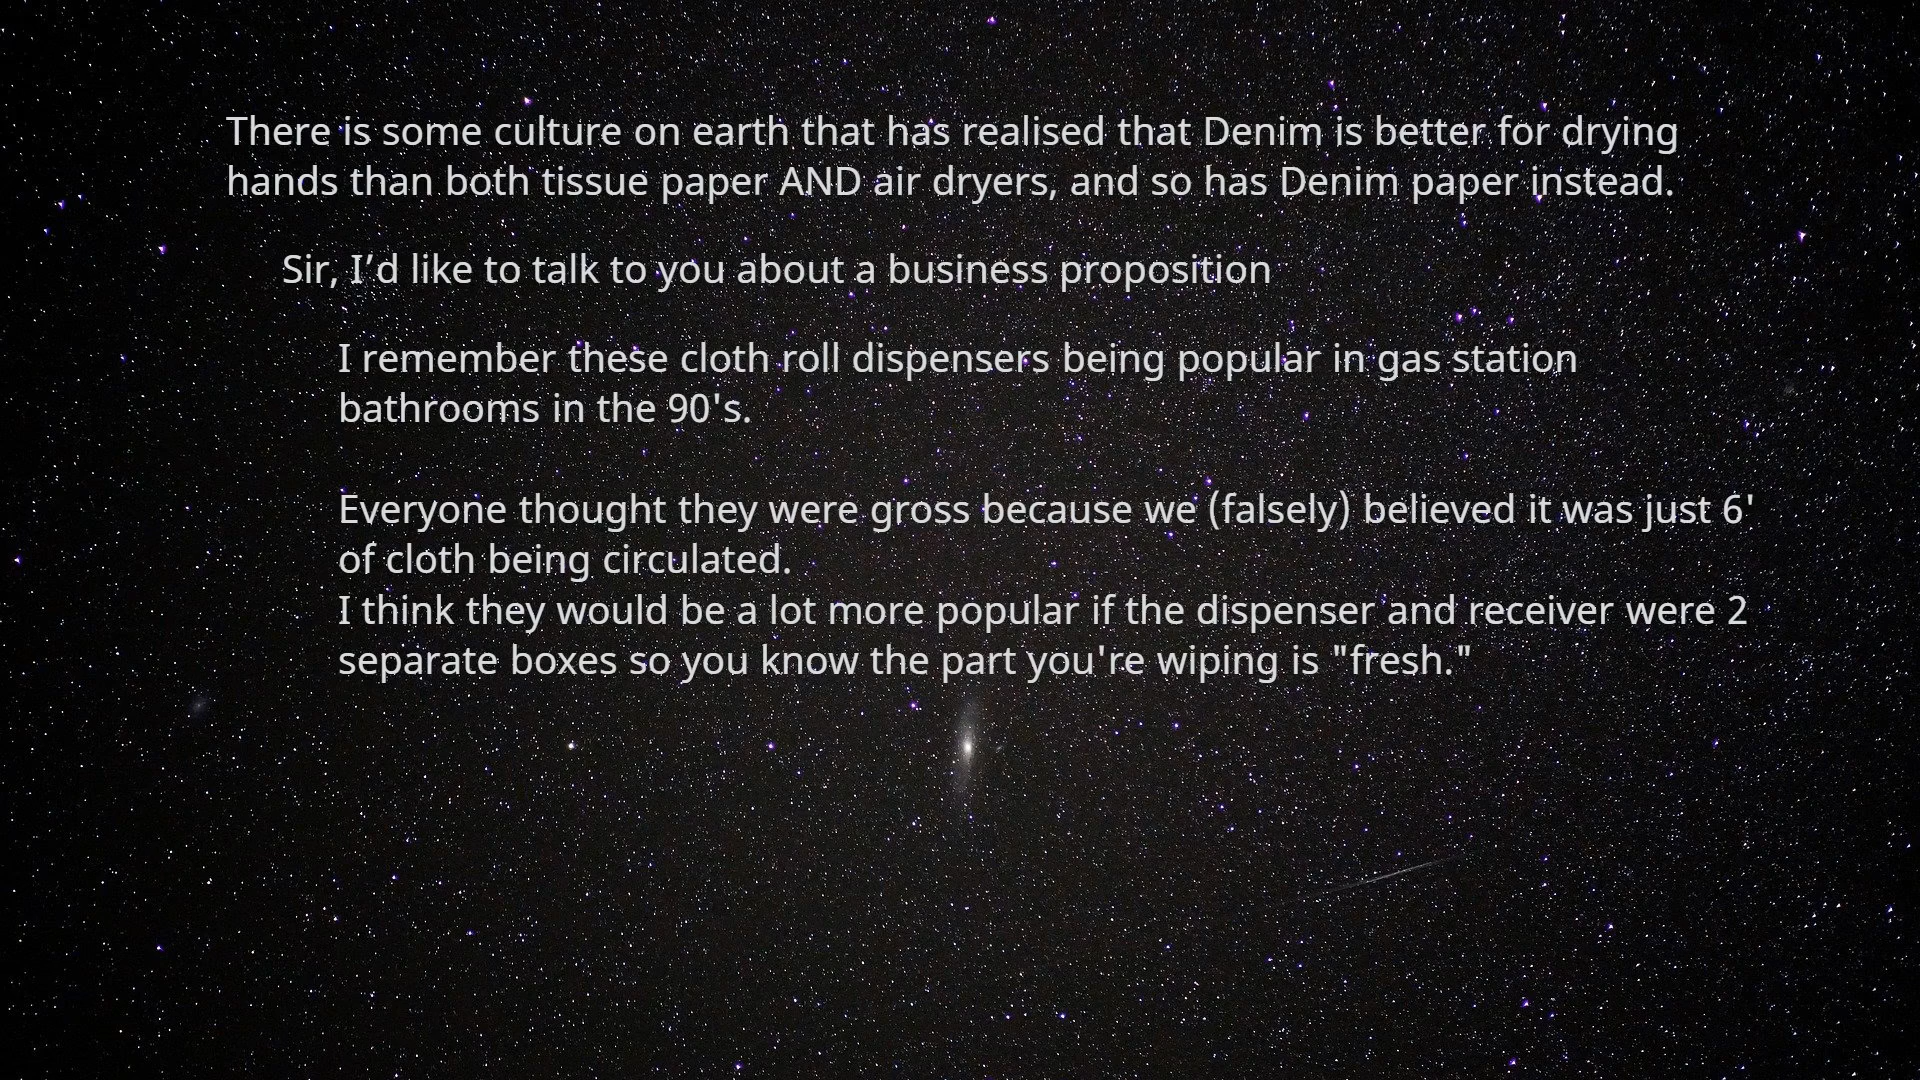 There is some culture on earth that has realised that Denim is better for drying
hands than both tissue paper AND air dryers, and so has Denim paper instead.
Sir, I’d like to talk to you about a business proposition
I remember these cloth roll dispensers being popular in gas station
bathrooms in the 90's.
Everyone thought they were gross because we (falsely) believed it was just 6'
of cloth being circulated.
I think they would be a lot more popular if the dispenser and receiver were 2
separate boxes so you know the part you're wiping is "fresh."